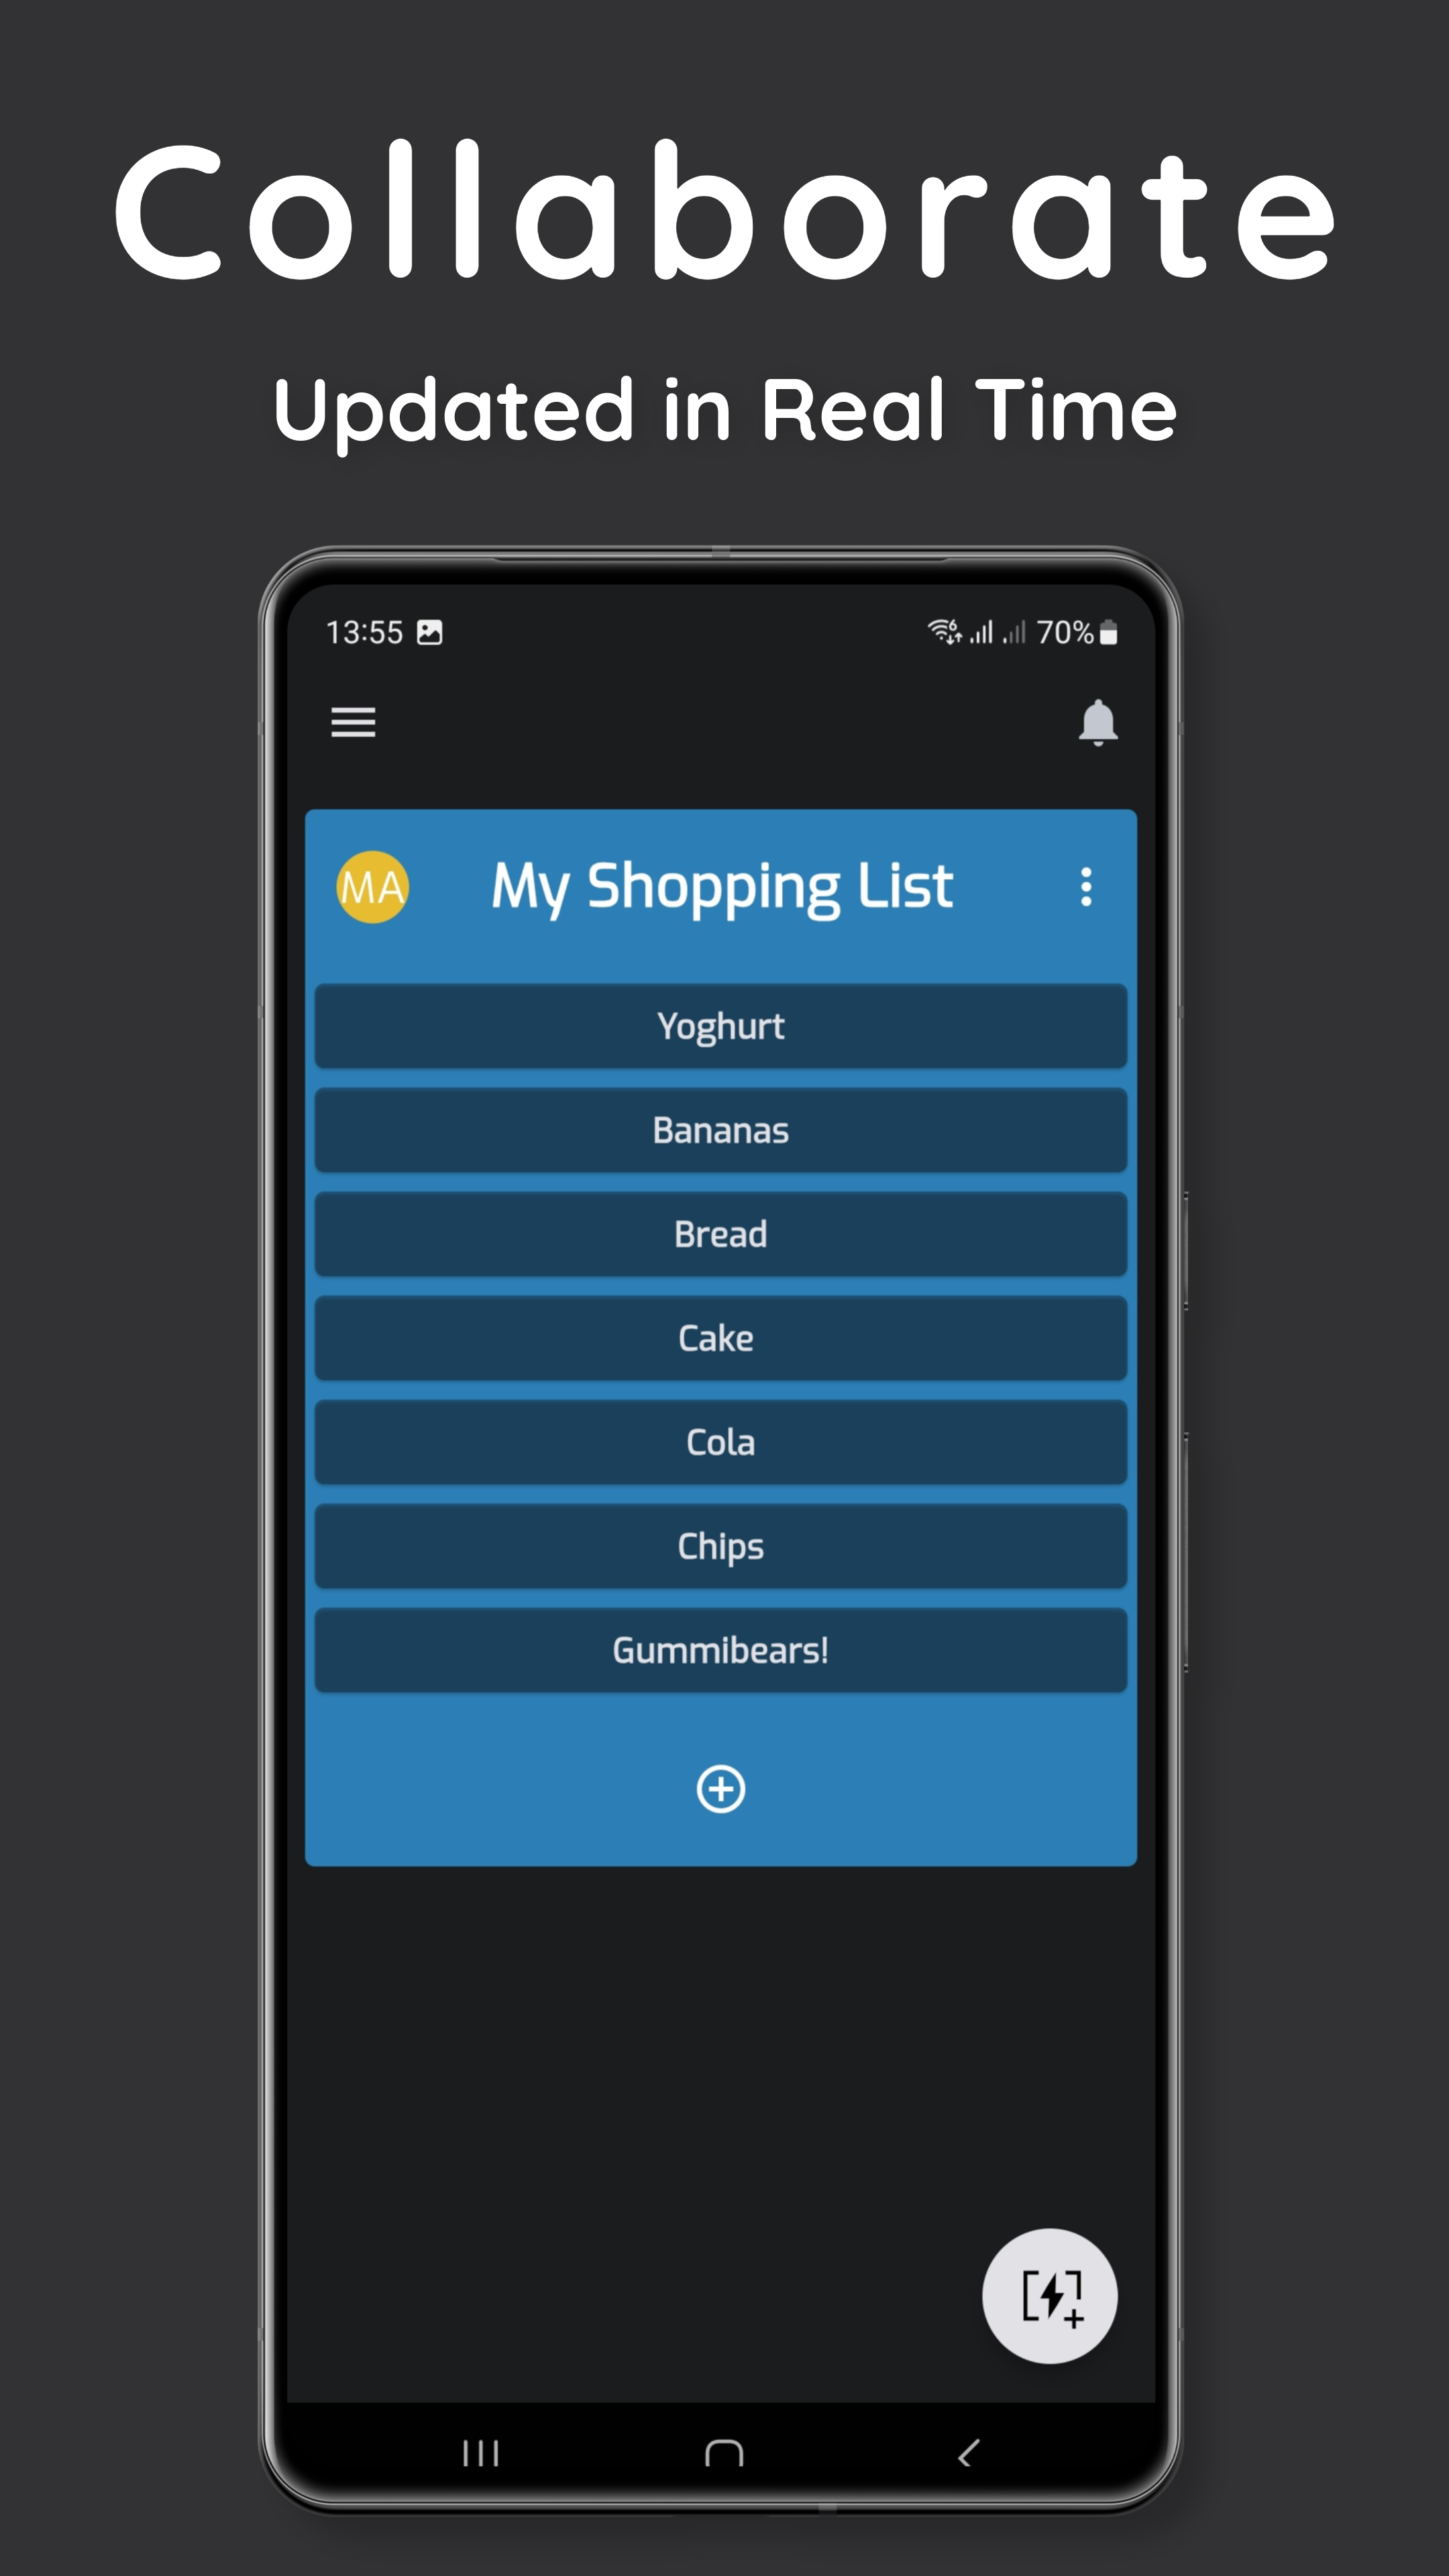 Collaborate
Updated in Real Time
13:55
6 70%
MA My Shopping List
Yoghurt
Bananas
Bread
Cake
Cola
Chips
Gummibears!